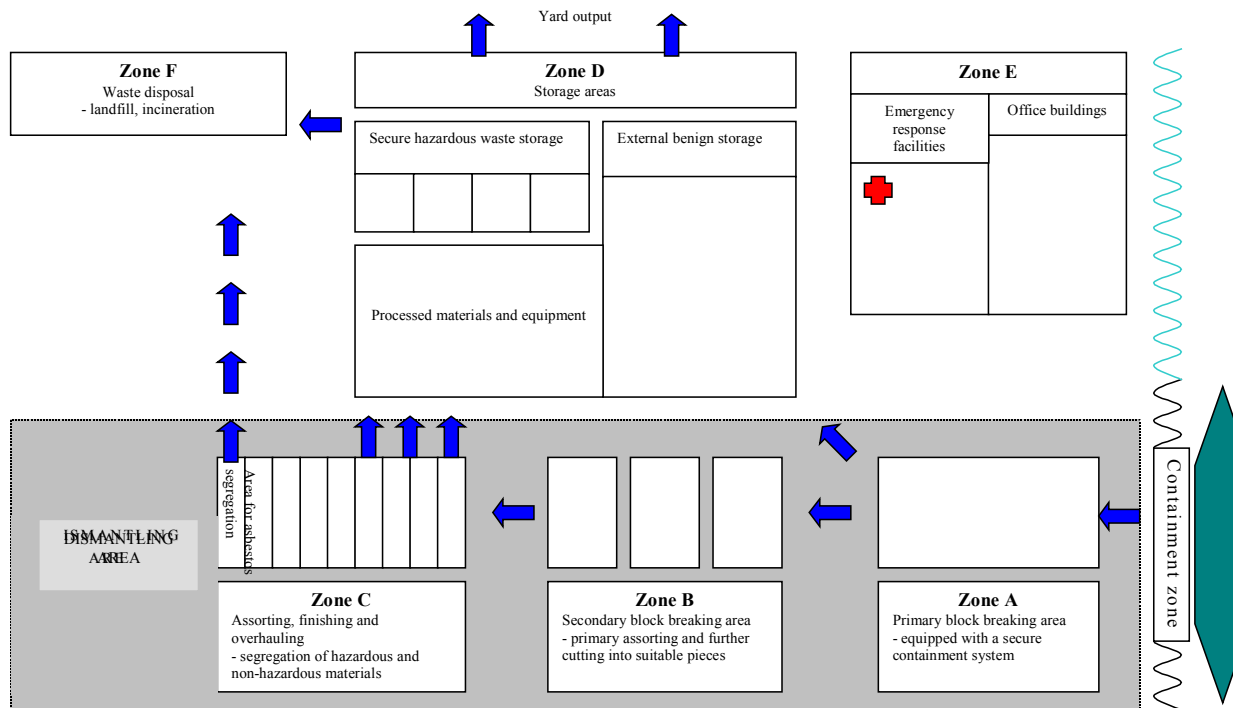 Yard output
Zone F
Waste disposal
- landfill, incineration
Zone D
Storage areas
Zone E
Emergency
response
facilities
Office buildings
Secure hazardous waste storage
External benign storage
Processed materials and equipment
Area for asbestos
segregation
DISMANTLING
AREA
Containment zone
Zone C
Assorting, finishing and
overhauling
- segregation of hazardous and
non-hazardous materials
Zone B
Secondary block breaking area
- primary assorting and further
cutting into suitable pieces
Zone A
Primary block breaking area
- equipped with a secure
containment system